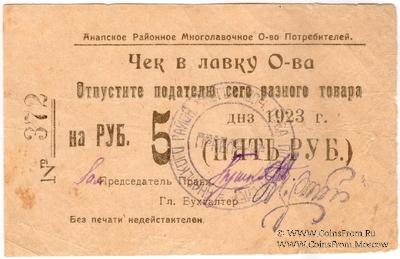 Анапское Районное Многолавочное О-во Потребителей.
Чек в лавку О-ва
Отпустите подателю сего разного товара
на РУБ. 5 днз 1923 г.
(ПЯТЬ РУБ.)
№ 372
Председатель Прав.
Гл. Бухгалтер
Без печати недействителен.
© www.CoinsFrom.Ru
www.CoinsFrom.Moscow